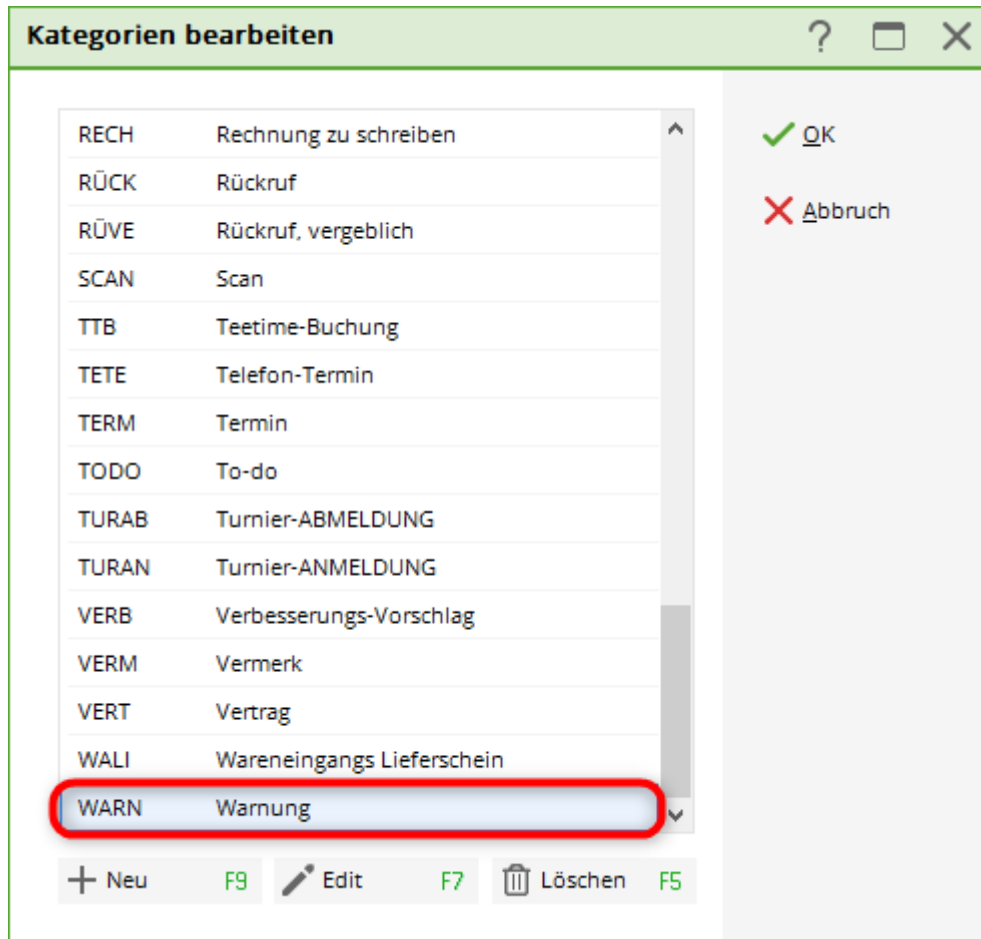 Kategorien bearbeiten ?
RECH Rechnung zu schreiben
RÜCK Rückruf
RÜVE Rückruf, vergeblich
SCAN Scan
TTB Teetime-Buchung
TETE Telefon-Termin
TERM Termin
TODO To-do
TURAB Turnier-ABMELDUNG
TURAN Turnier-ANMELDUNG
VERB Verbesserungs-Vorschlag
VERM Vermerk
VERT Vertrag
WALI Wareneingangs Lieferschein
WARN Warnung
Neu F9 Edit F7 Löschen F5
OK
Abbruch